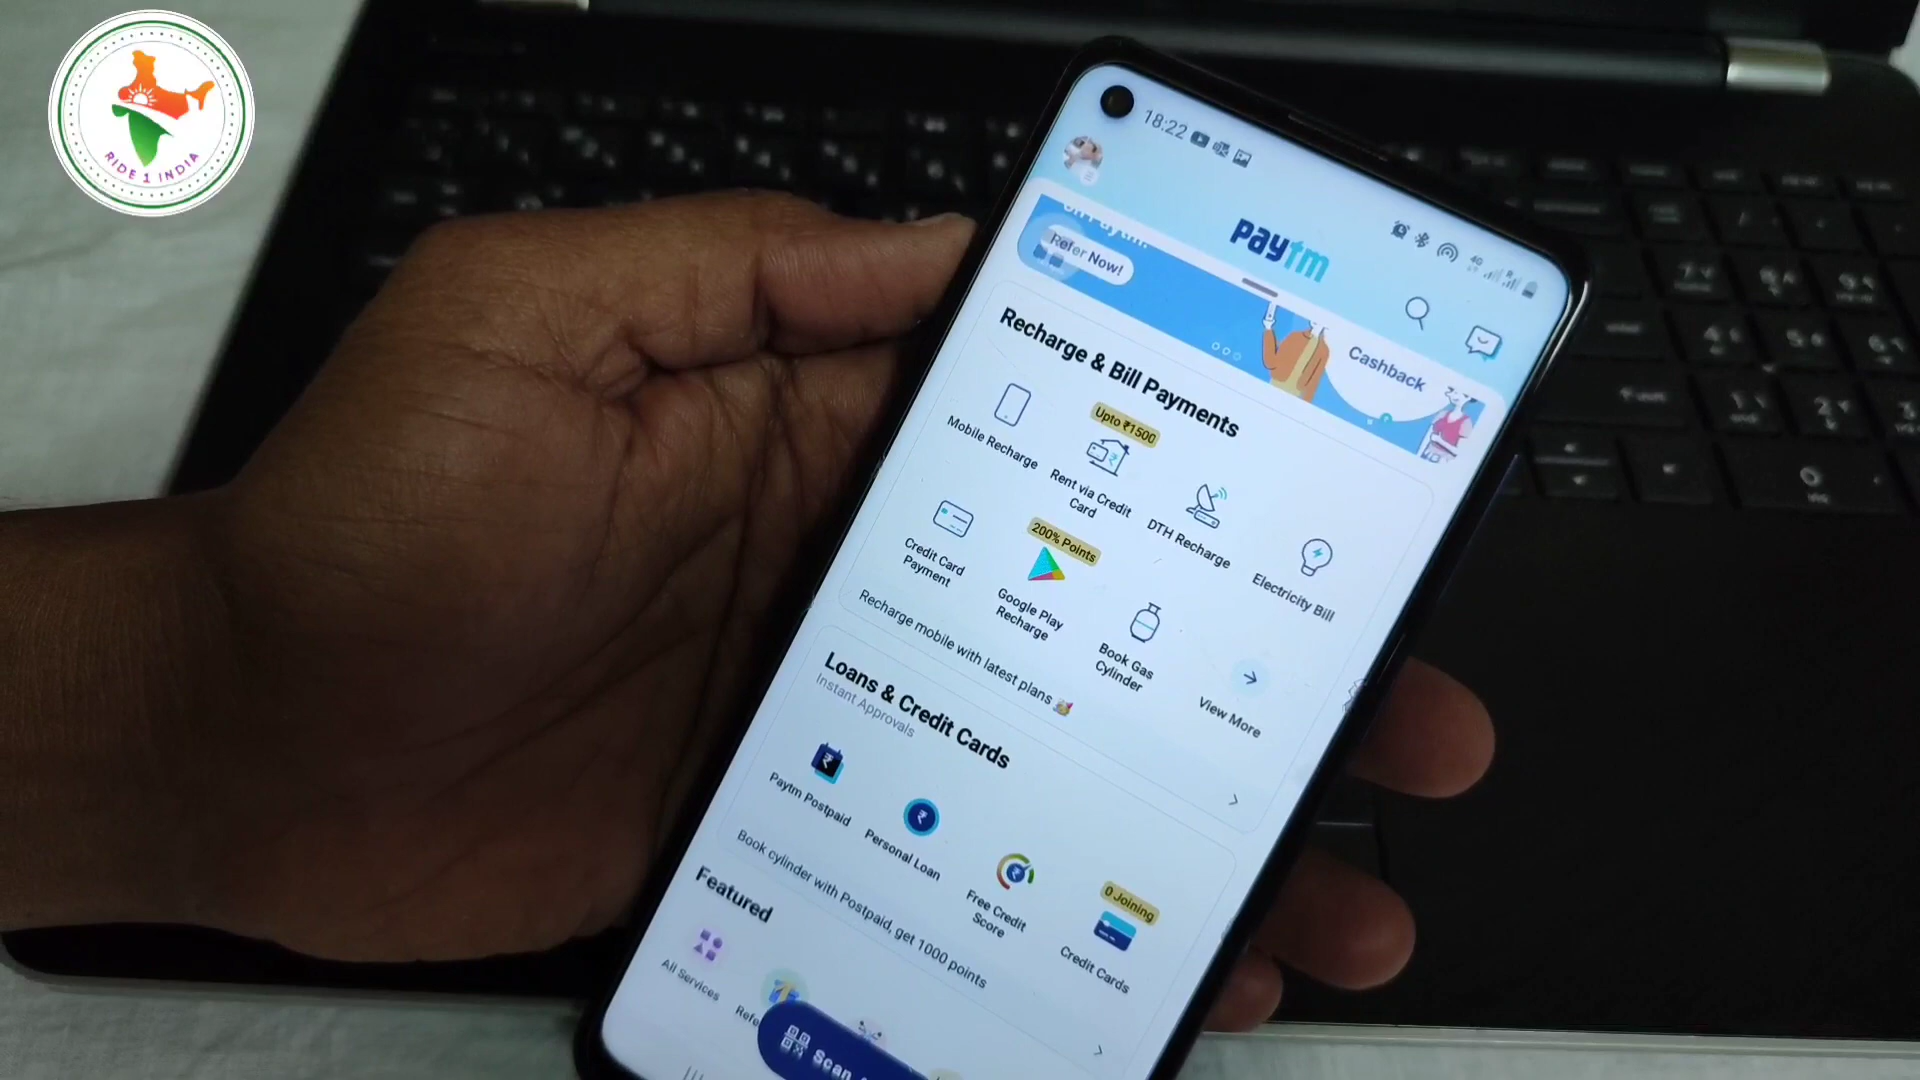 RIDE 1 INDIA
18:22
paytm
Refer Now!
Cashback
Recharge & Bill Payments
Mobile Recharge
Upto ₹1500
Rent via Credit
Card
DTH Recharge
Electricity Bill
Credit Card
Payment
200% Points
Google Play
Recharge
Book Gas
Cylinder
View More
Recharge mobile with latest plans
Loans & Credit Cards
Instant Approvals
Paytm Postpaid
Personal Loan
Free Credit
Score
0 Joining
Credit Cards
Book cylinder with Postpaid, get 1000 points
Featured
All Services
Refe
Scan